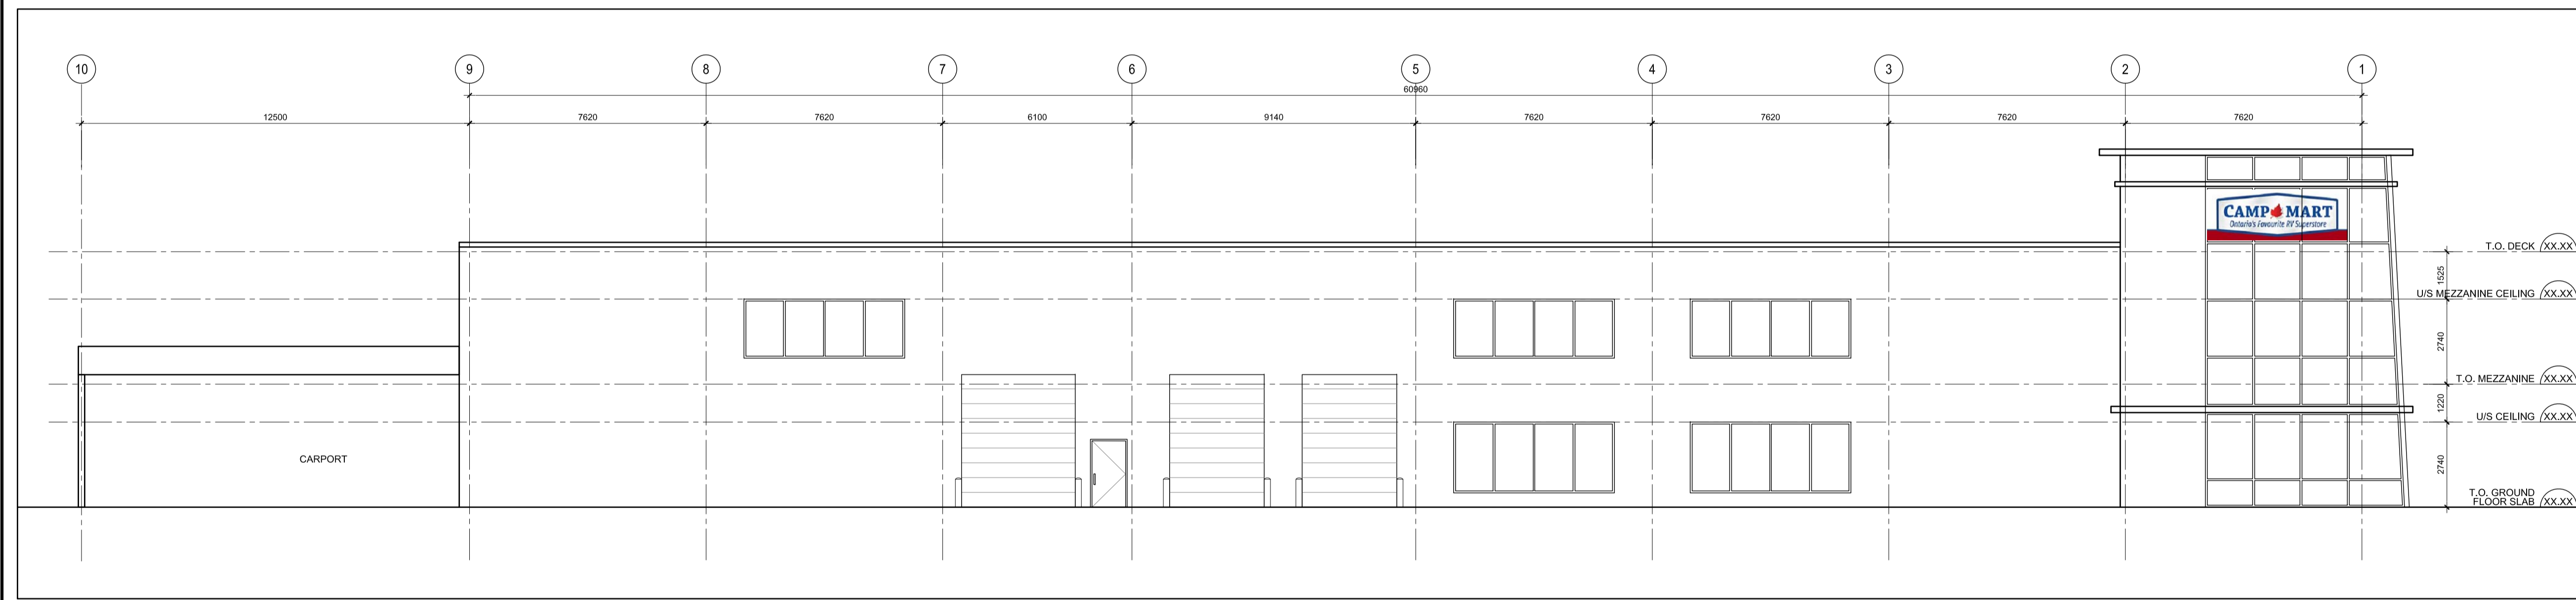 10 9 8 7 6 5 4 3 2 1
60960
12500 7620 7620 6100 9140 7620 7620 7620 7620
CAMP MART
Ontario's Favourite RV Superstore
T.O. DECK XX.XX
1525
U/S MEZZANINE CEILING XX.XX
2740
T.O. MEZZANINE XX.XX
1220
U/S CEILING XX.XX
CARPORT
2740
T.O. GROUND
FLOOR SLAB XX.XX